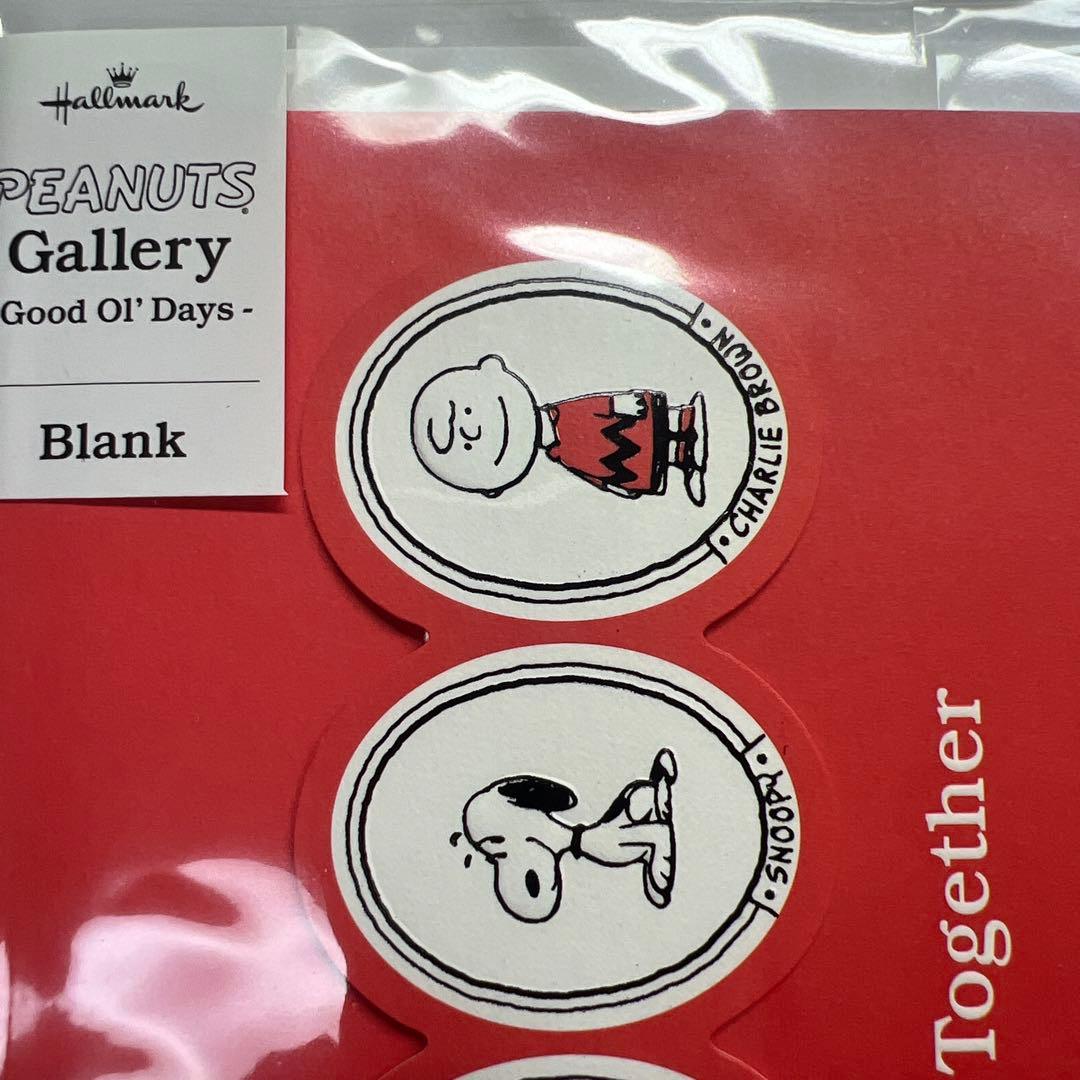 Hallmark
PEANUTS®
Gallery
Good Ol' Days -
Blank
• CHARLIE BROWN •
• SNOOPY •
Together